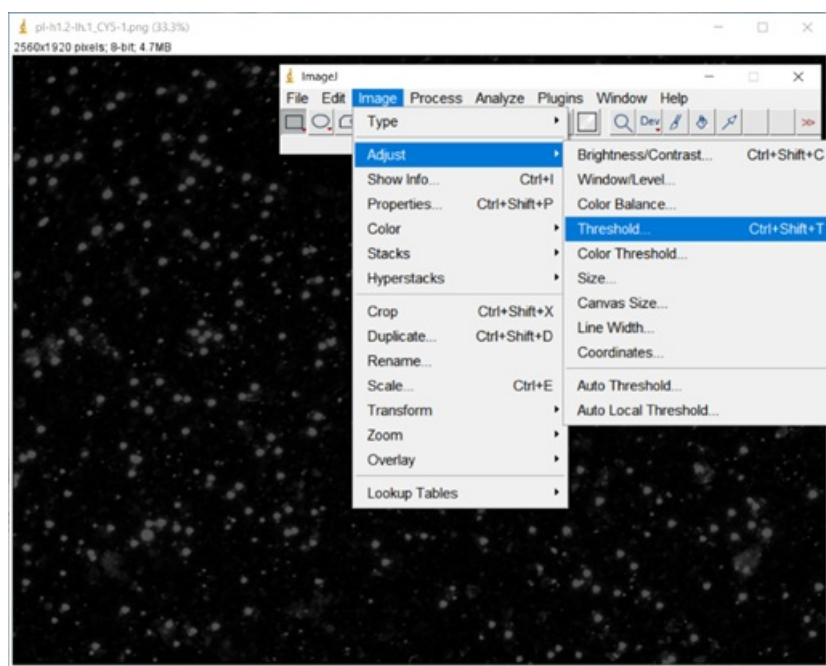 pl-h1.2-lh.1_CY5-1.png (33.3%)
2560x1920 pixels; 8-bit; 4.7MB
ImageJ
File Edit Image Process Analyze Plugins Window Help
Dev
Type
Adjust
Show Info... Ctrl+I
Properties... Ctrl+Shift+P
Color
Stacks
Hyperstacks
Crop Ctrl+Shift+X
Duplicate... Ctrl+Shift+D
Rename...
Scale... Ctrl+E
Transform
Zoom
Overlay
Lookup Tables
Brightness/Contrast... Ctrl+Shift+C
Window/Level...
Color Balance...
Threshold... Ctrl+Shift+T
Color Threshold...
Size...
Canvas Size...
Line Width...
Coordinates...
Auto Threshold...
Auto Local Threshold...